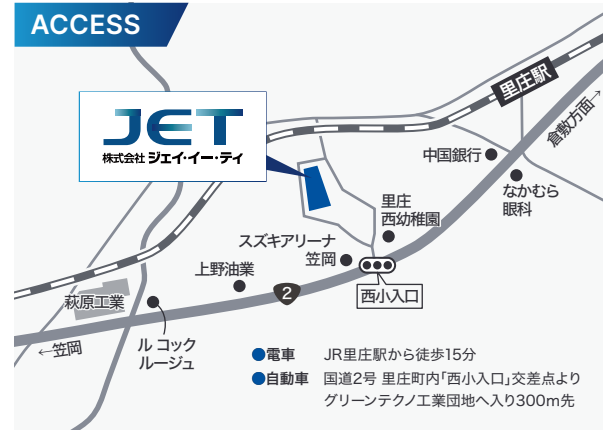 ACCESS
里庄駅
倉敷方面→
JET
株式会社 ジェイ・イー・ティ
中国銀行
なかむら
眼科
里庄
西幼稚園
スズキアリーナ
笠岡
上野油業
2
西小入口
萩原工業
ル コック
ルージュ
←笠岡
●電車 JR里庄駅から徒歩15分
●自動車 国道2号 里庄町内「西小入口」交差点より
グリーンテクノ工業団地へ入り300m先